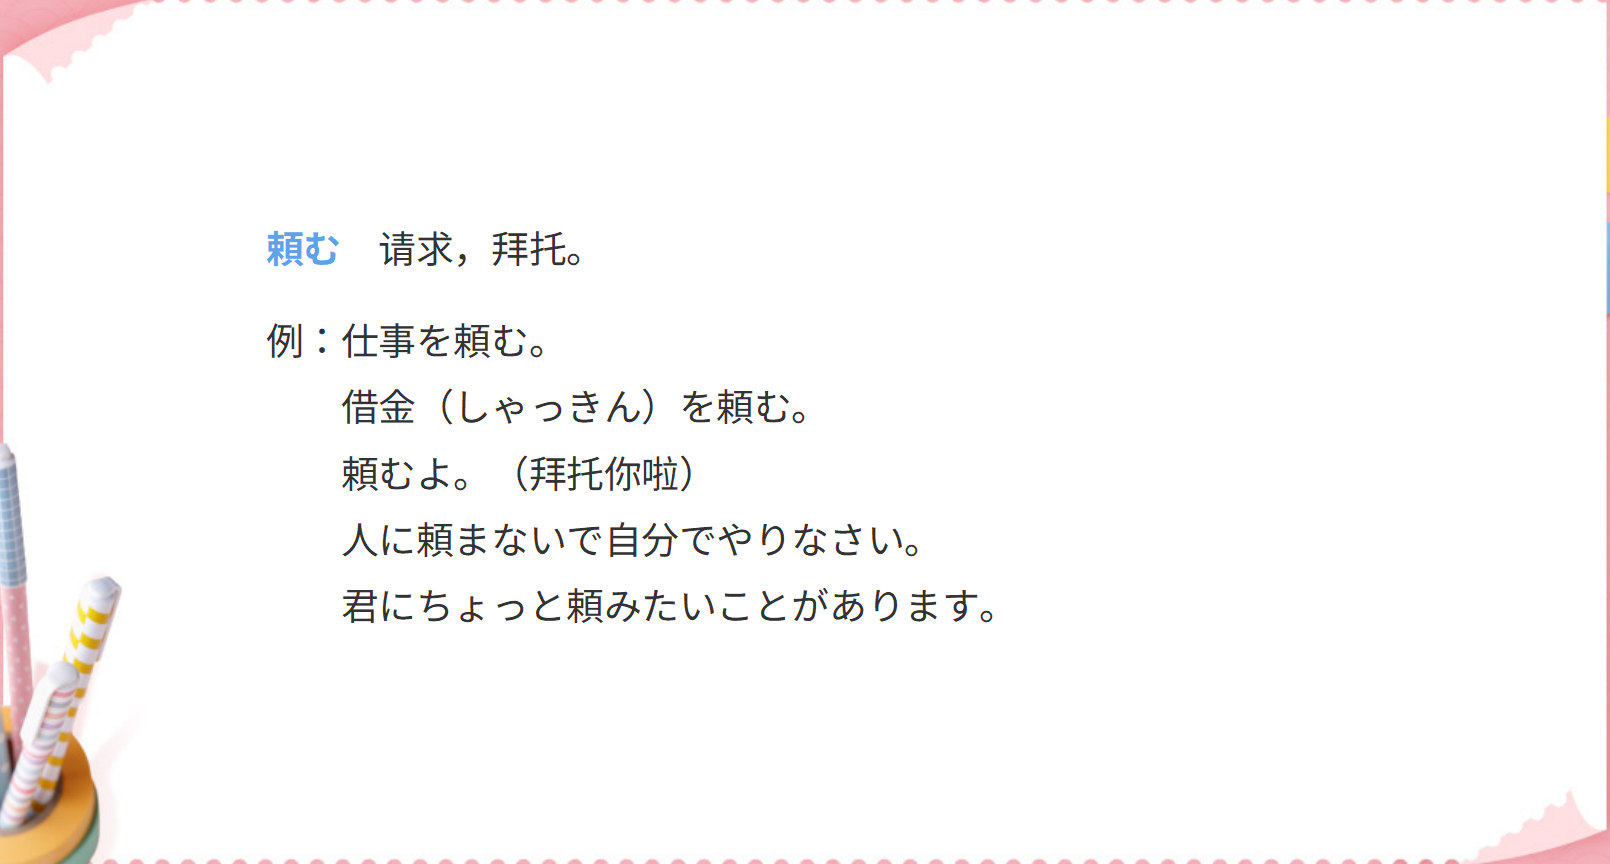 頼む　请求，拜托。
例：仕事を頼む。
借金（しゃっきん）を頼む。
頼むよ。（拜托你啦）
人に頼まないで自分でやりなさい。
君にちょっと頼みたいことがあります。